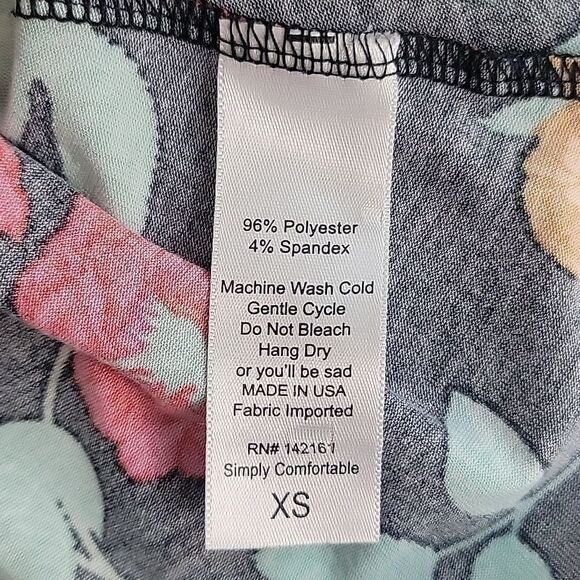 96% Polyester
4% Spandex
Machine Wash Cold
Gentle Cycle
Do Not Bleach
Hang Dry
or you'll be sad
MADE IN USA
Fabric Imported
RN# 142161
Simply Comfortable
XS